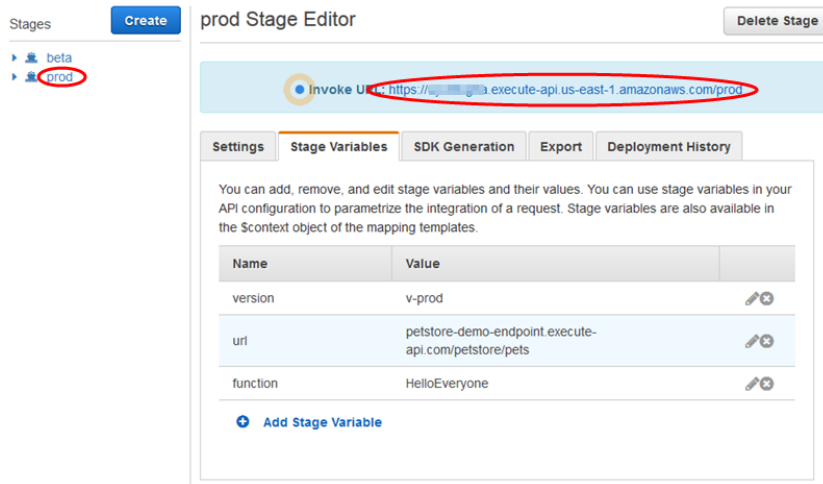 Stages
Create
beta
prod
prod Stage Editor
Delete Stage
Invoke URL: https://.execute-api.us-east-1.amazonaws.com/prod
Settings
Stage Variables
SDK Generation
Export
Deployment History
You can add, remove, and edit stage variables and their values. You can use stage variables in your
API configuration to parametrize the integration of a request. Stage variables are also available in
the $context object of the mapping templates.
Name Value
version v-prod
url petstore-demo-endpoint.execute-
api.com/petstore/pets
function HelloEveryone
Add Stage Variable